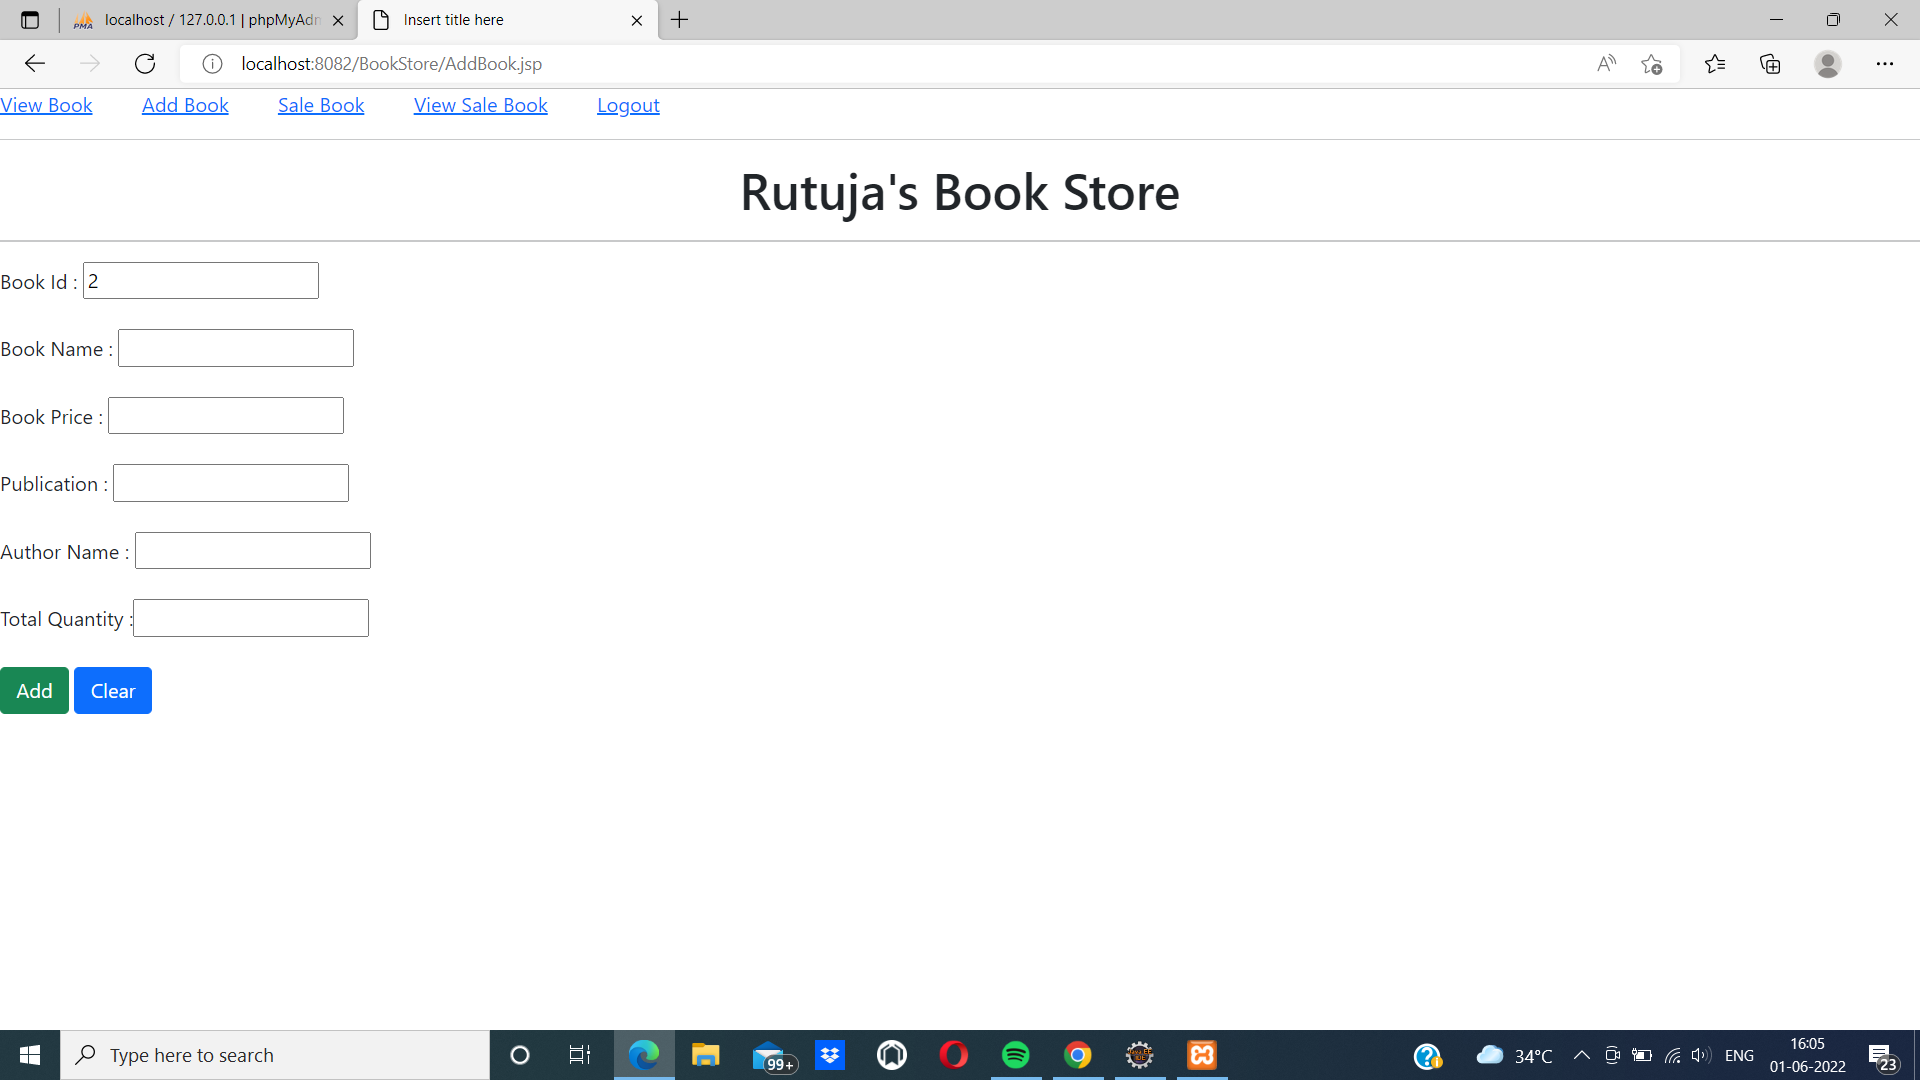 localhost / 127.0.0.1 | phpMyAdm
Insert title here
localhost:8082/BookStore/AddBook.jsp
View Book Add Book Sale Book View Sale Book Logout
Rutuja's Book Store
Book Id : 2
Book Name :
Book Price :
Publication :
Author Name :
Total Quantity :
Add Clear
Type here to search
99+
34°C
ENG
16:05
01-06-2022
23